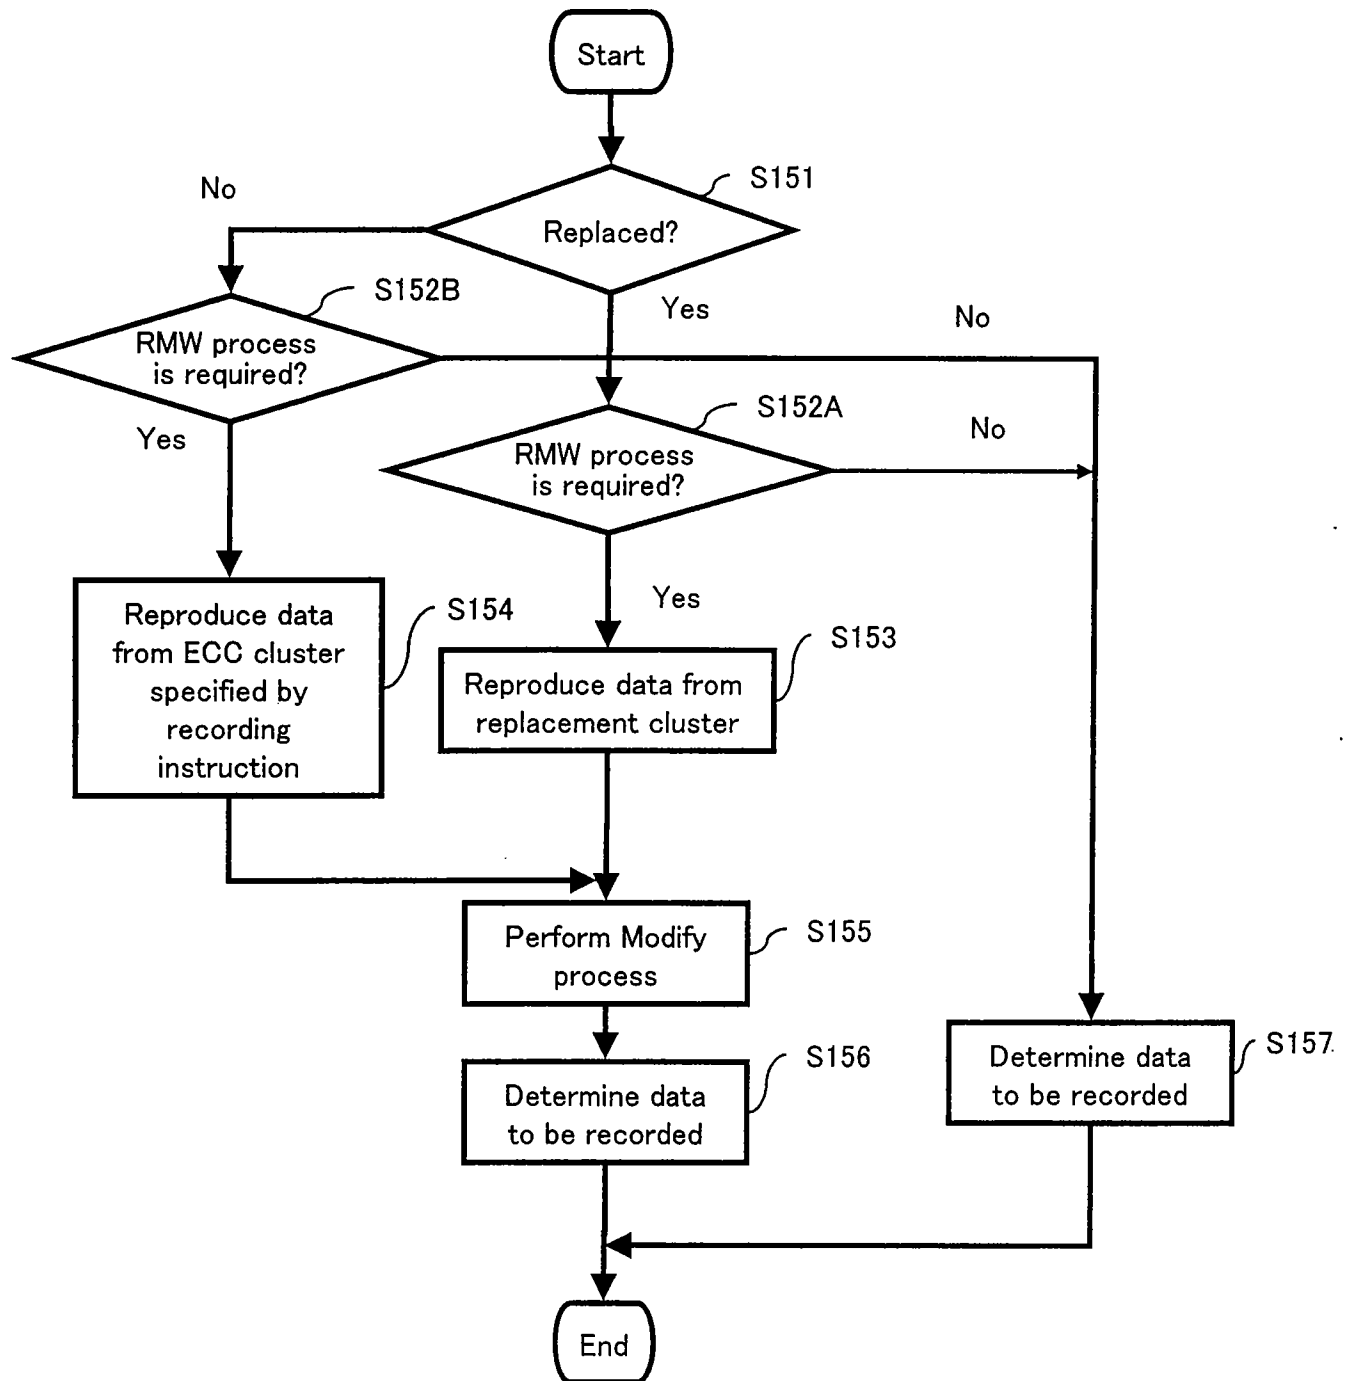 Start
S151
No
Replaced?
S152B
Yes
No
RMW process
is required?
S152A
Yes
No
RMW process
is required?
S154
Yes
Reproduce data
from ECC cluster
specified by
recording
instruction
S153
Reproduce data from
replacement cluster
S155
Perform Modify
process
S156
S157
Determine data
to be recorded
Determine data
to be recorded
End